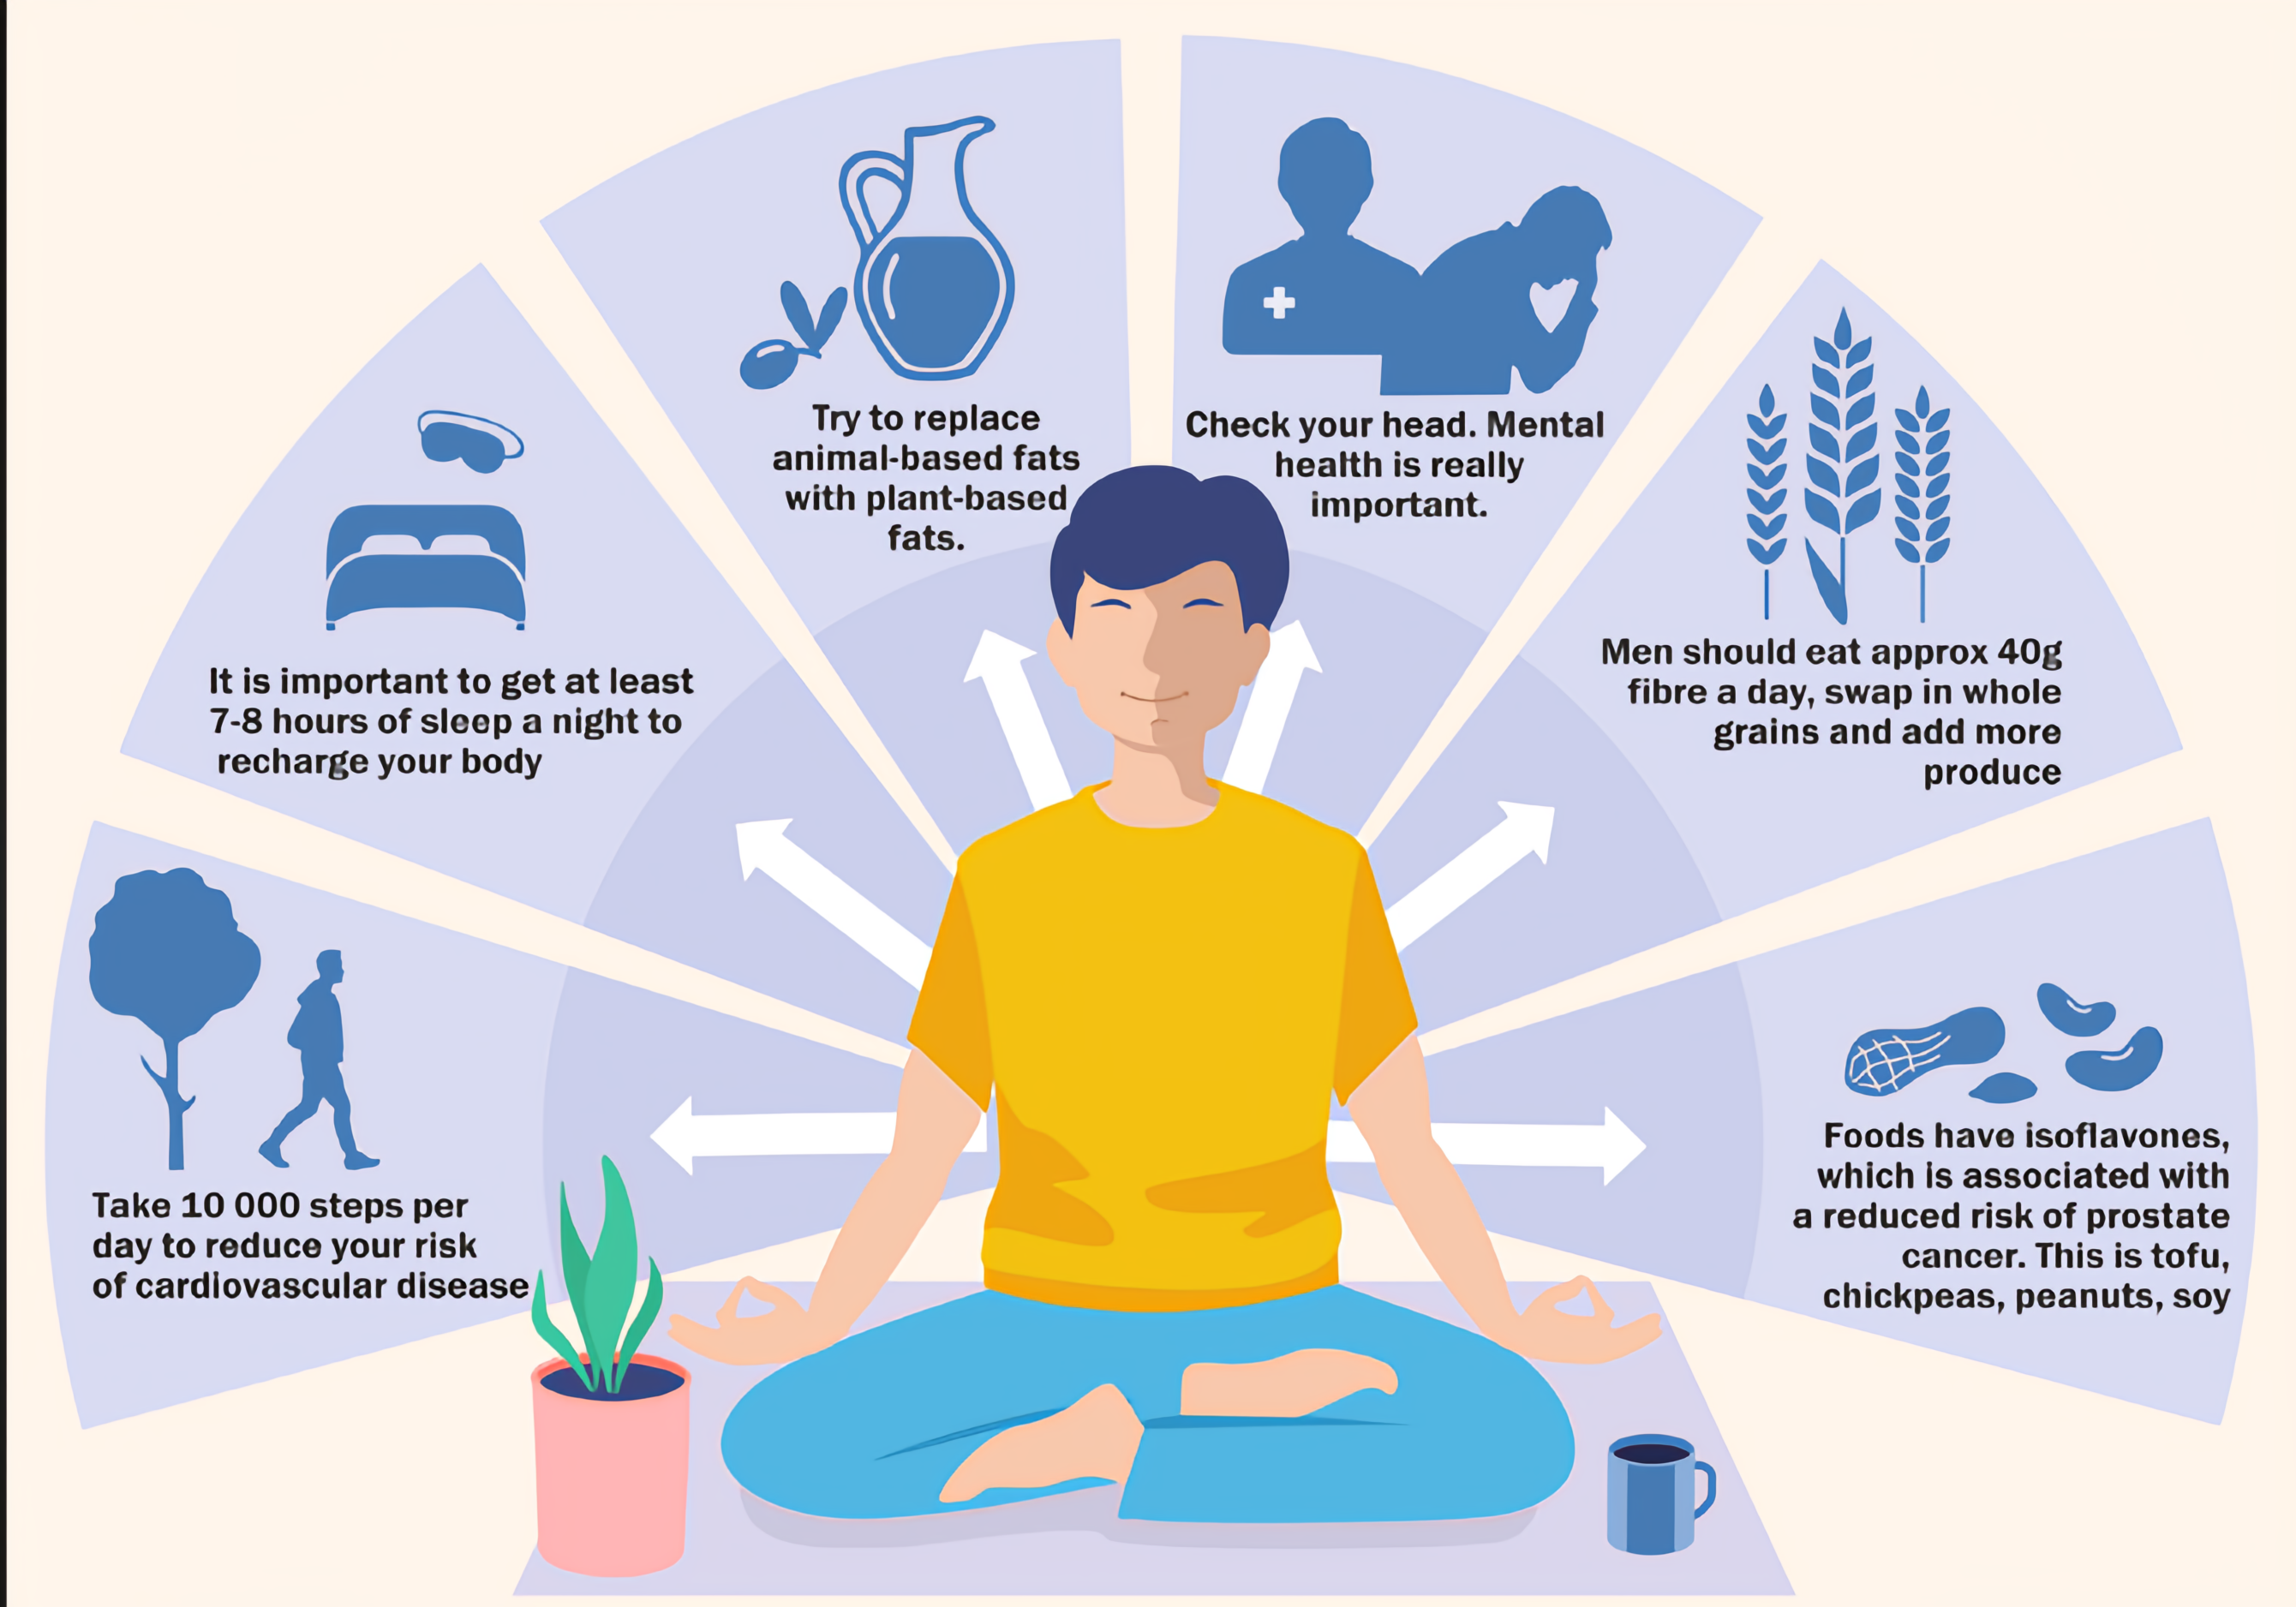 Try to replace
animal-based fats
with plant-based
fats.
Check your head. Mental
health is really
important.
It is important to get at least
7-8 hours of sleep a night to
recharge your body
Men should eat approx 40g
fibre a day, swap in whole
grains and add more
produce
Take 10 000 steps per
day to reduce your risk
of cardiovascular disease
Foods have isoflavones,
which is associated with
a reduced risk of prostate
cancer. This is tofu,
chickpeas, peanuts, soy